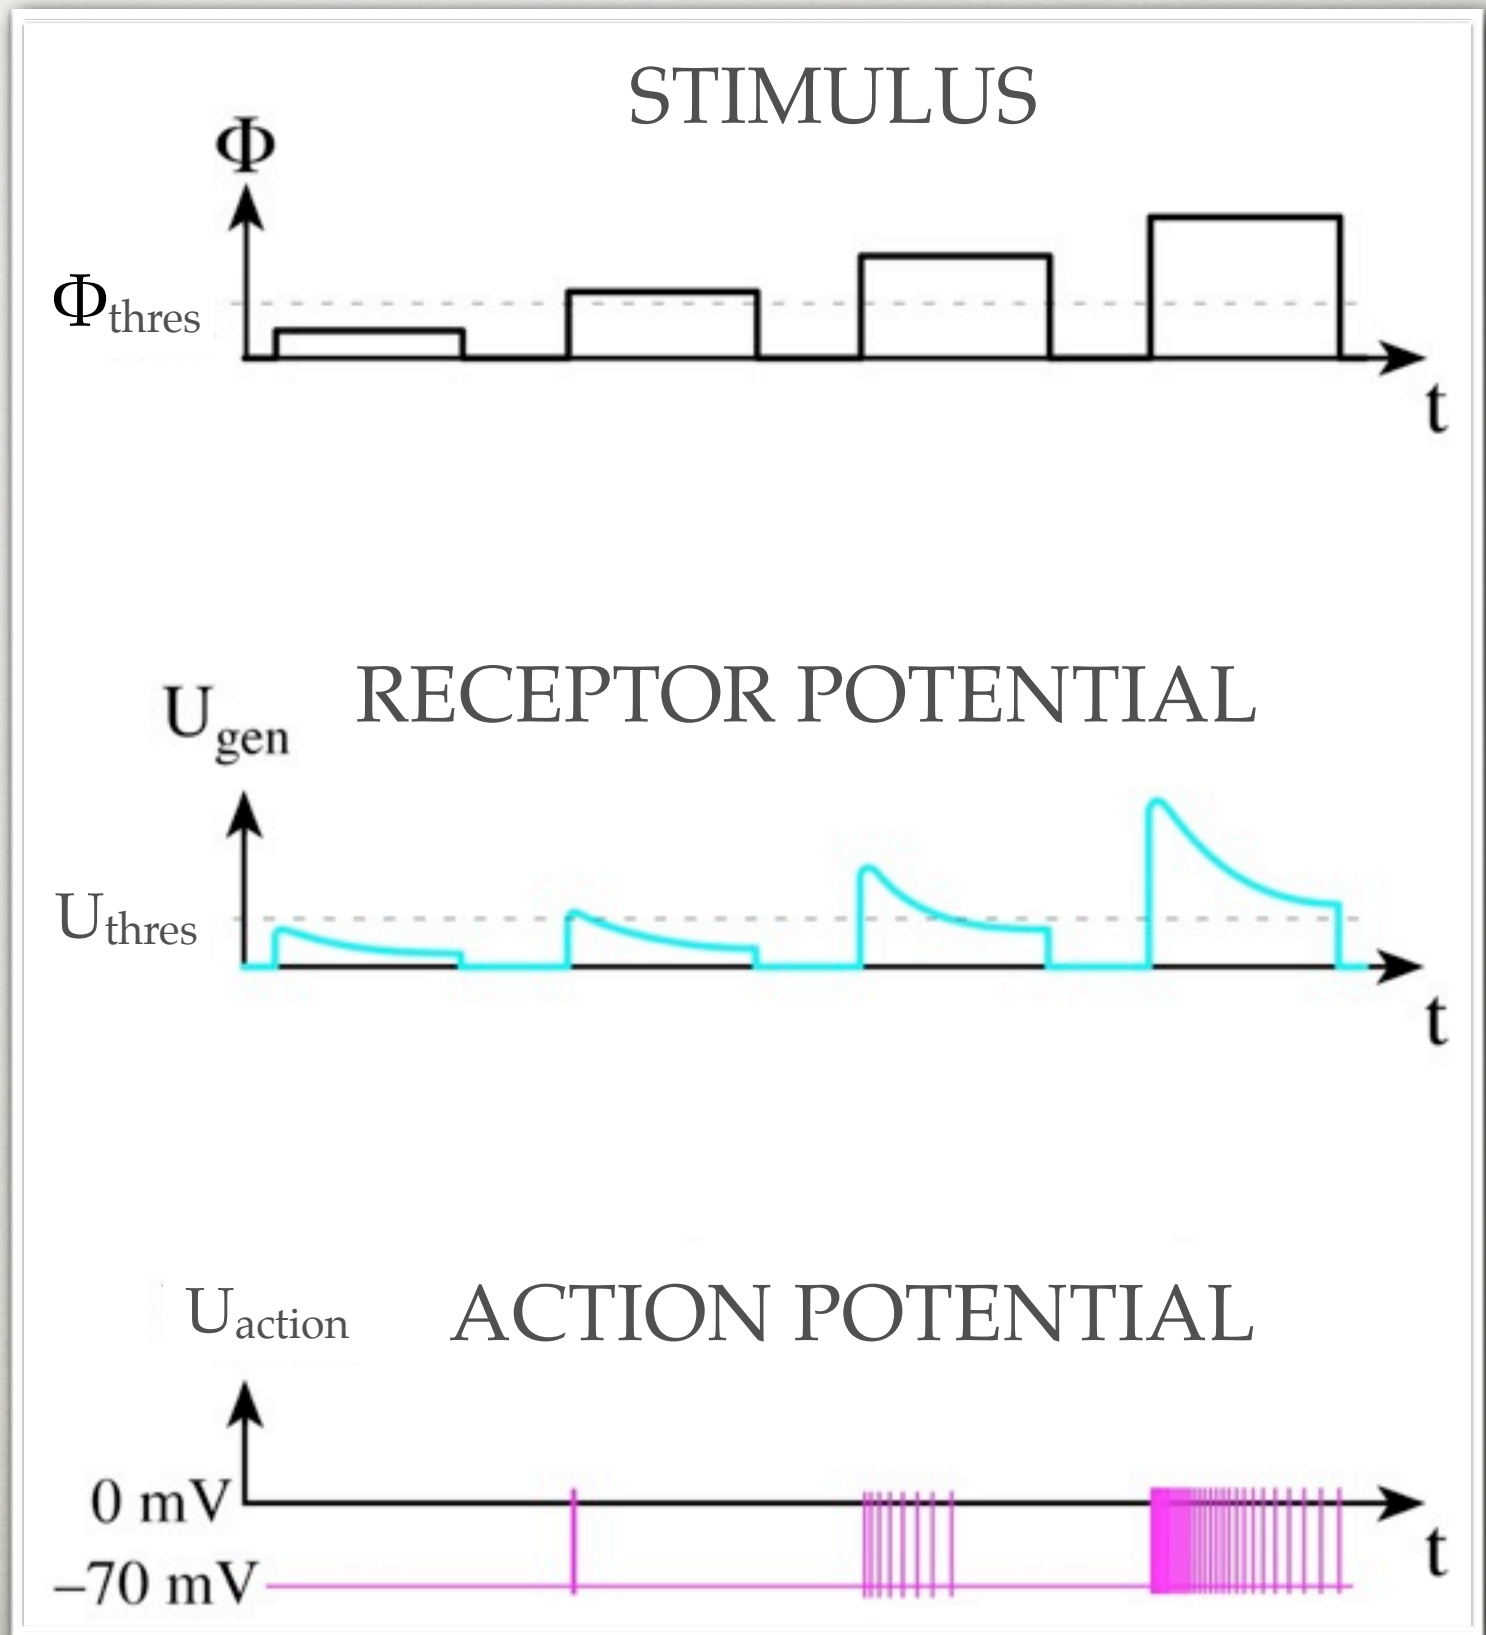 STIMULUS
Φ
Φthres
t
RECEPTOR POTENTIAL
Ugen
Uthres
t
Uaction
ACTION POTENTIAL
0 mV
t
–70 mV